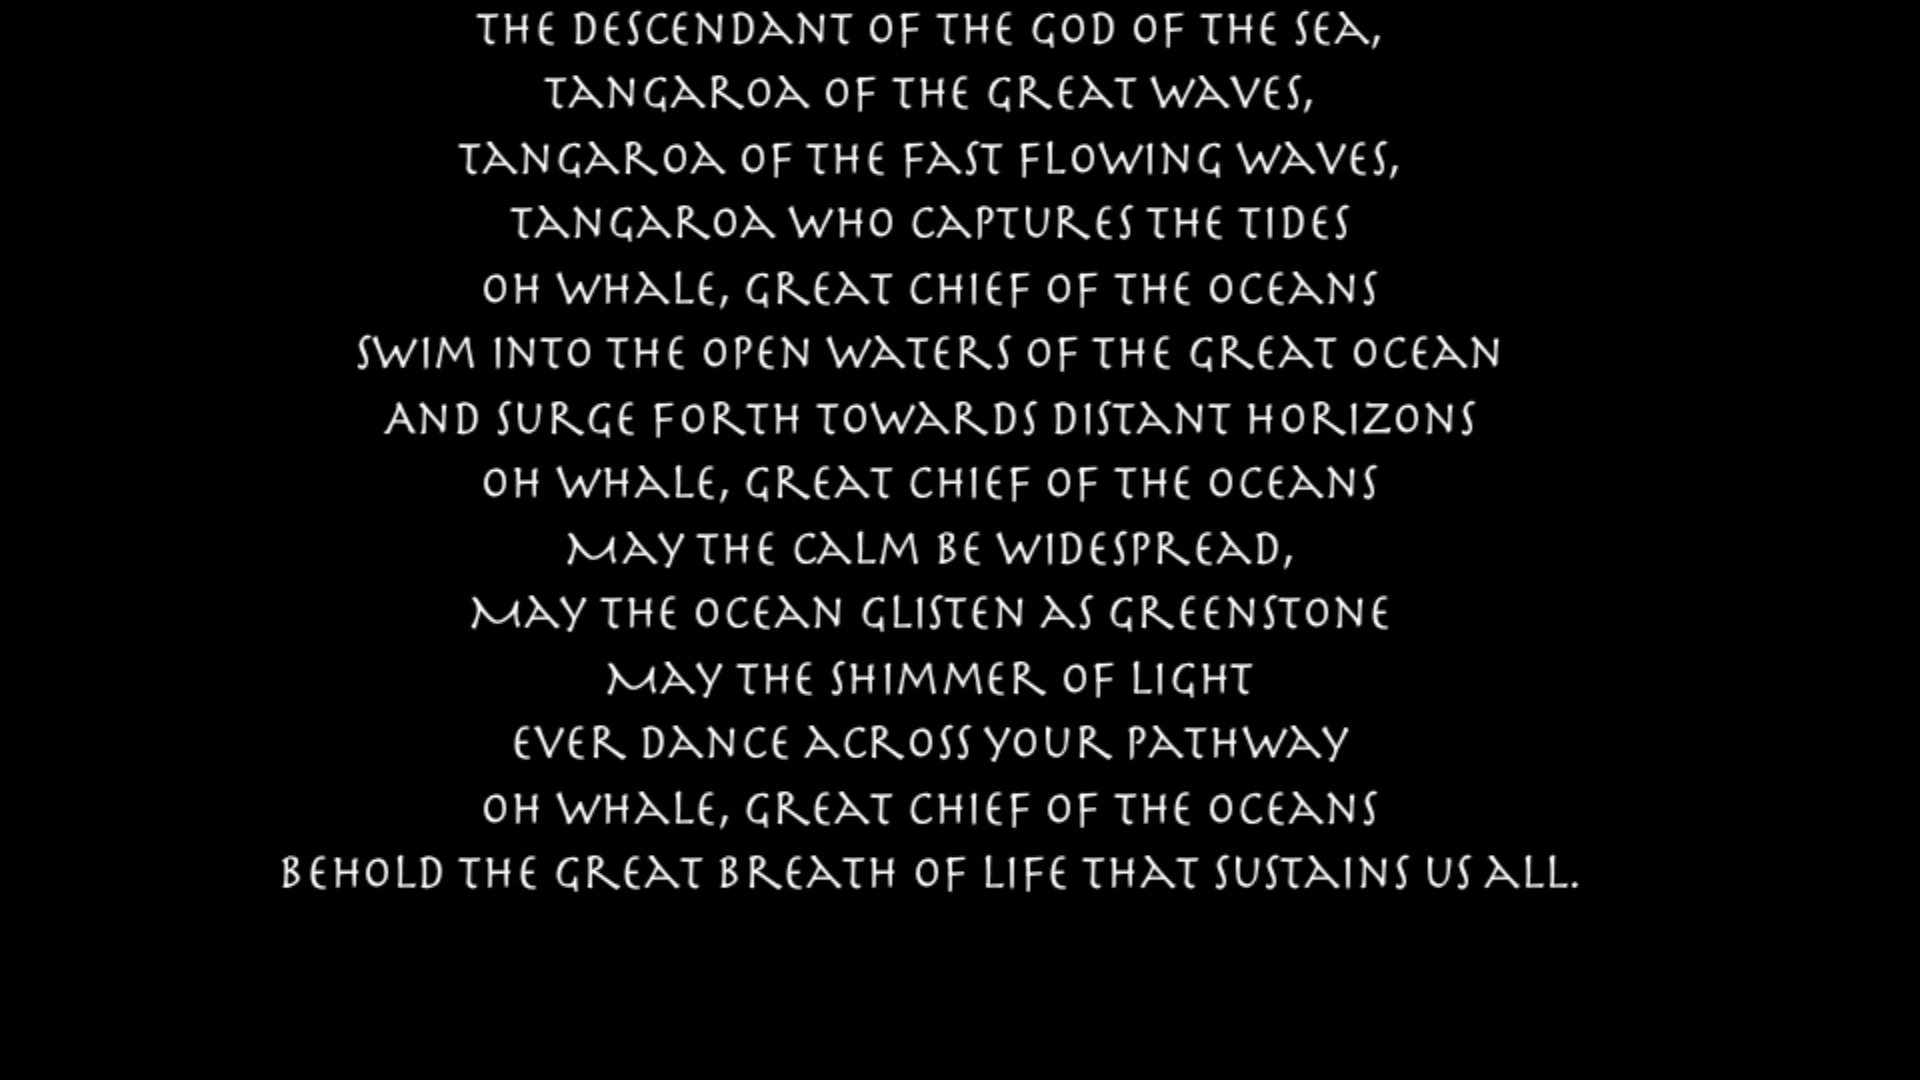 THE DESCENDANT OF THE GOD OF THE SEA,
TANGAROA OF THE GREAT WAVES,
TANGAROA OF THE FAST FLOWING WAVES,
TANGAROA WHO CAPTURES THE TIDES
OH WHALE, GREAT CHIEF OF THE OCEANS
SWIM INTO THE OPEN WATERS OF THE GREAT OCEAN
AND SURGE FORTH TOWARDS DISTANT HORIZONS
OH WHALE, GREAT CHIEF OF THE OCEANS
MAY THE CALM BE WIDESPREAD,
MAY THE OCEAN GLISTEN AS GREENSTONE
MAY THE SHIMMER OF LIGHT
EVER DANCE ACROSS YOUR PATHWAY
OH WHALE, GREAT CHIEF OF THE OCEANS
BEHOLD THE GREAT BREATH OF LIFE THAT SUSTAINS US ALL.